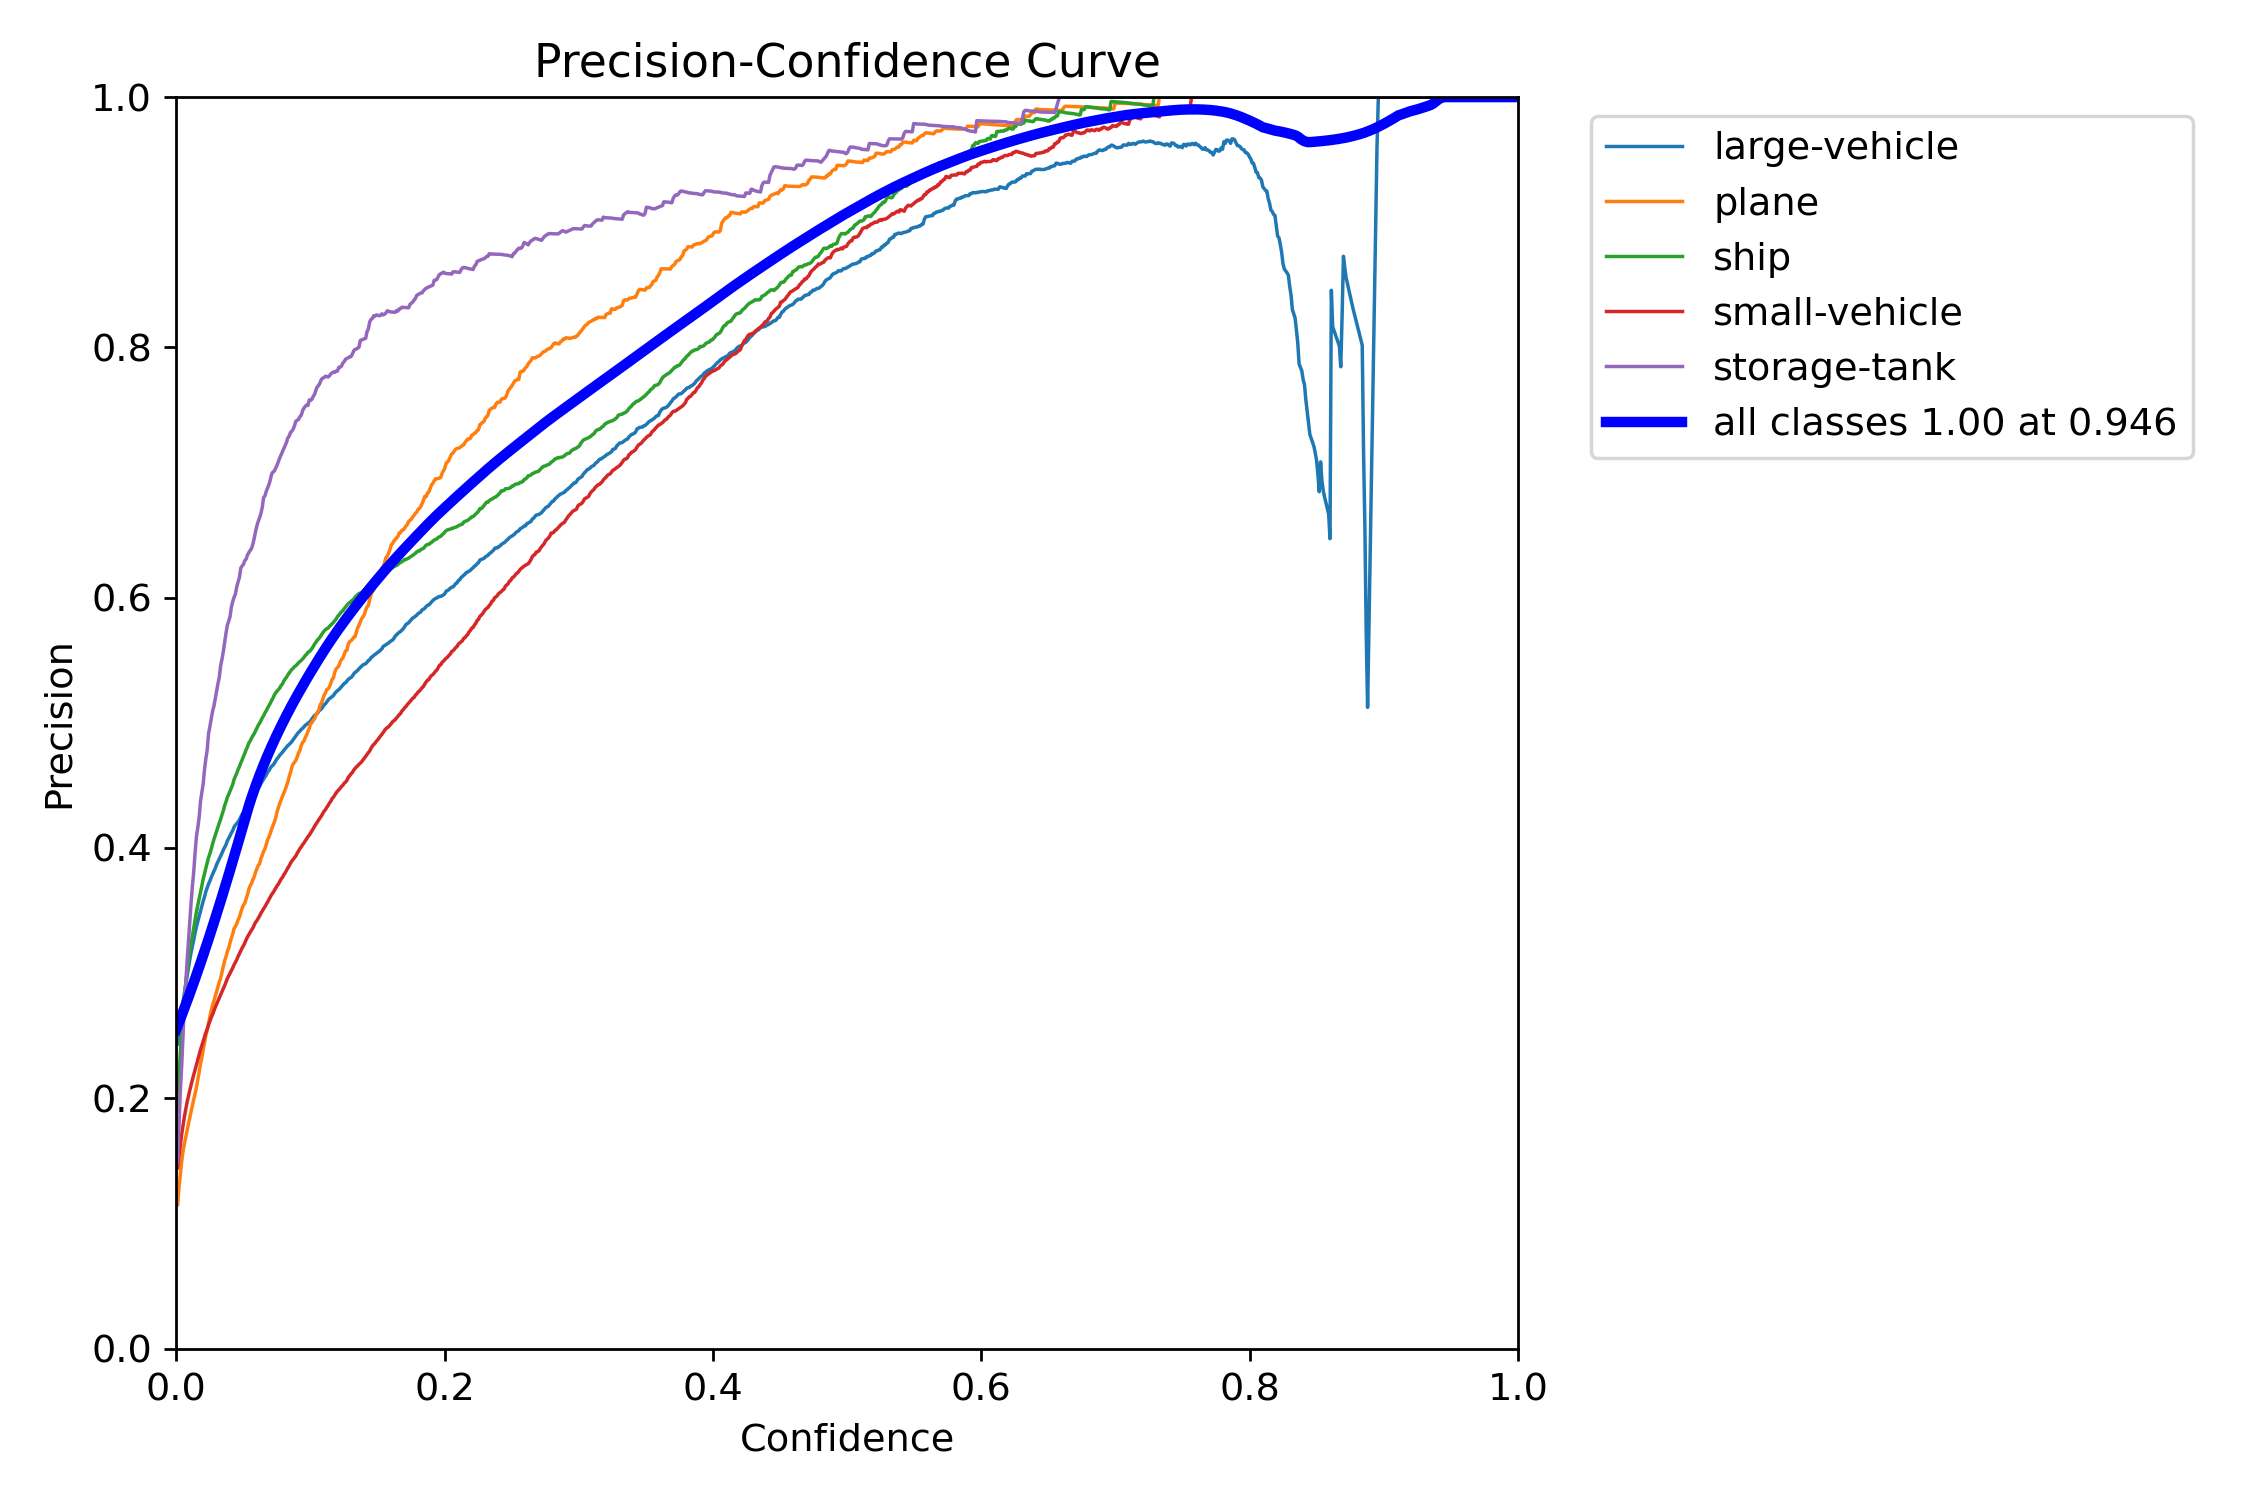 Precision-Confidence Curve
1.0
0.8
0.6
0.4
0.2
0.0
Precision
0.0 0.2 0.4 0.6 0.8 1.0
Confidence
large-vehicle
plane
ship
small-vehicle
storage-tank
all classes 1.00 at 0.946